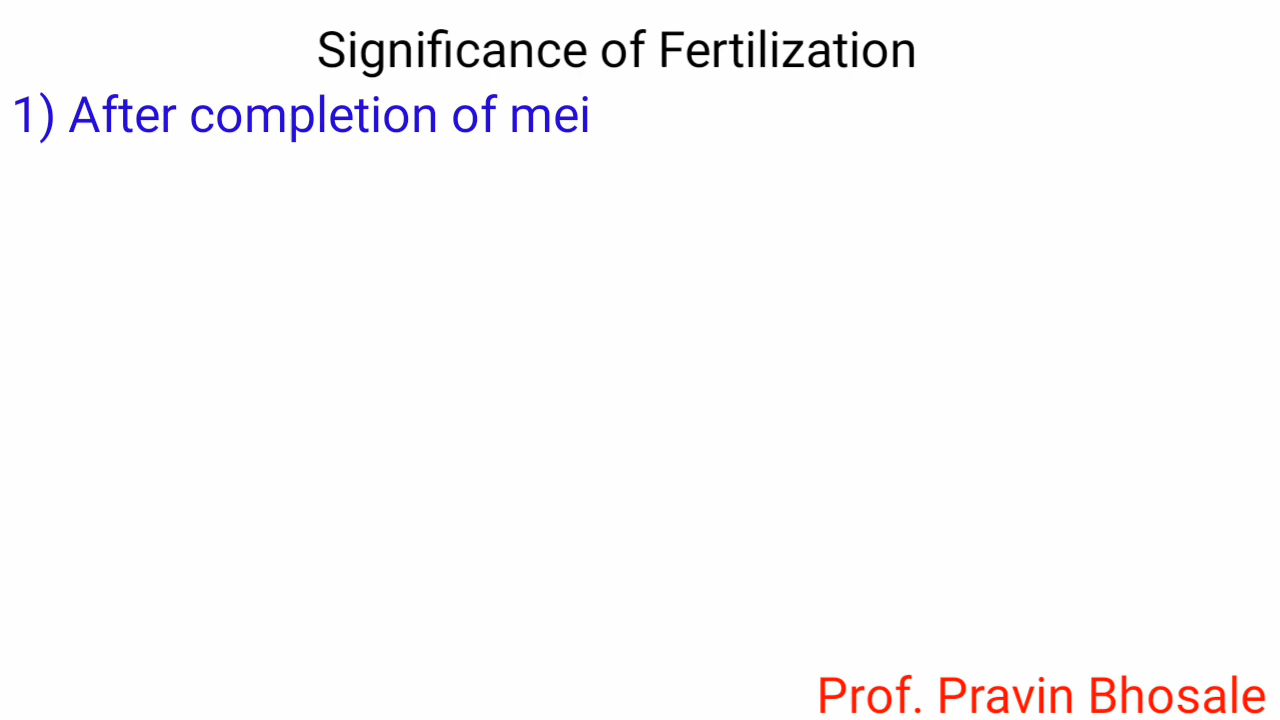 Significance of Fertilization
1) After completion of mei
Prof. Pravin Bhosale